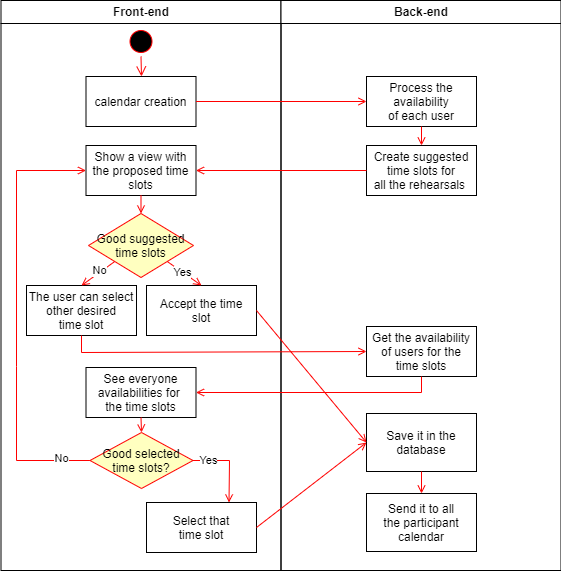 Front-end
Back-end
calendar creation
Process the
availability
of each user
Show a view with
the proposed time
slots
Create suggested
time slots for
all the rehearsals
Good suggested
time slots
No
Yes
The user can select
other desired
time slot
Accept the time
slot
Get the availability
of users for the
time slots
See everyone
availabilities for
the time slots
Good selected
time slots?
No
Yes
Save it in the
database
Select that
time slot
Send it to all
the participant
calendar